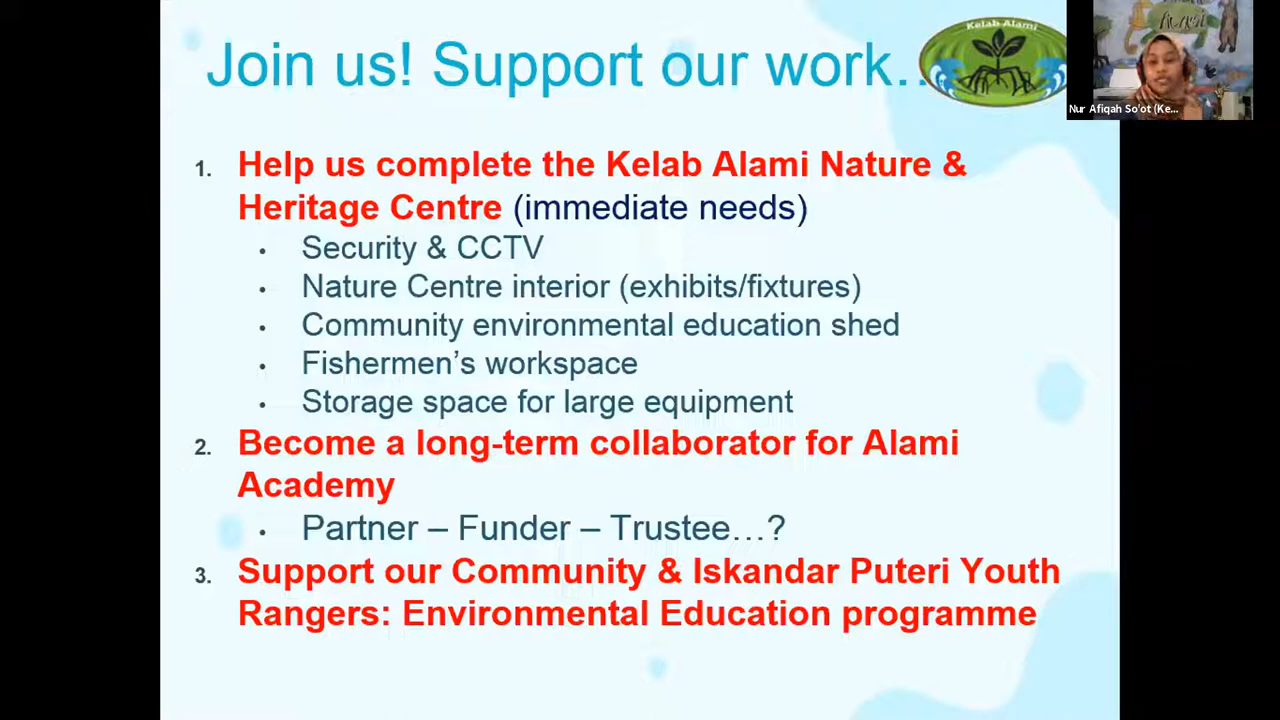 Join us! Support our work…
Kelab Alami
Nur Afiqah So'ot (Ke...
1. Help us complete the Kelab Alami Nature &
Heritage Centre (immediate needs)
• Security & CCTV
• Nature Centre interior (exhibits/fixtures)
• Community environmental education shed
• Fishermen’s workspace
• Storage space for large equipment
2. Become a long-term collaborator for Alami
Academy
• Partner – Funder – Trustee…?
3. Support our Community & Iskandar Puteri Youth
Rangers: Environmental Education programme